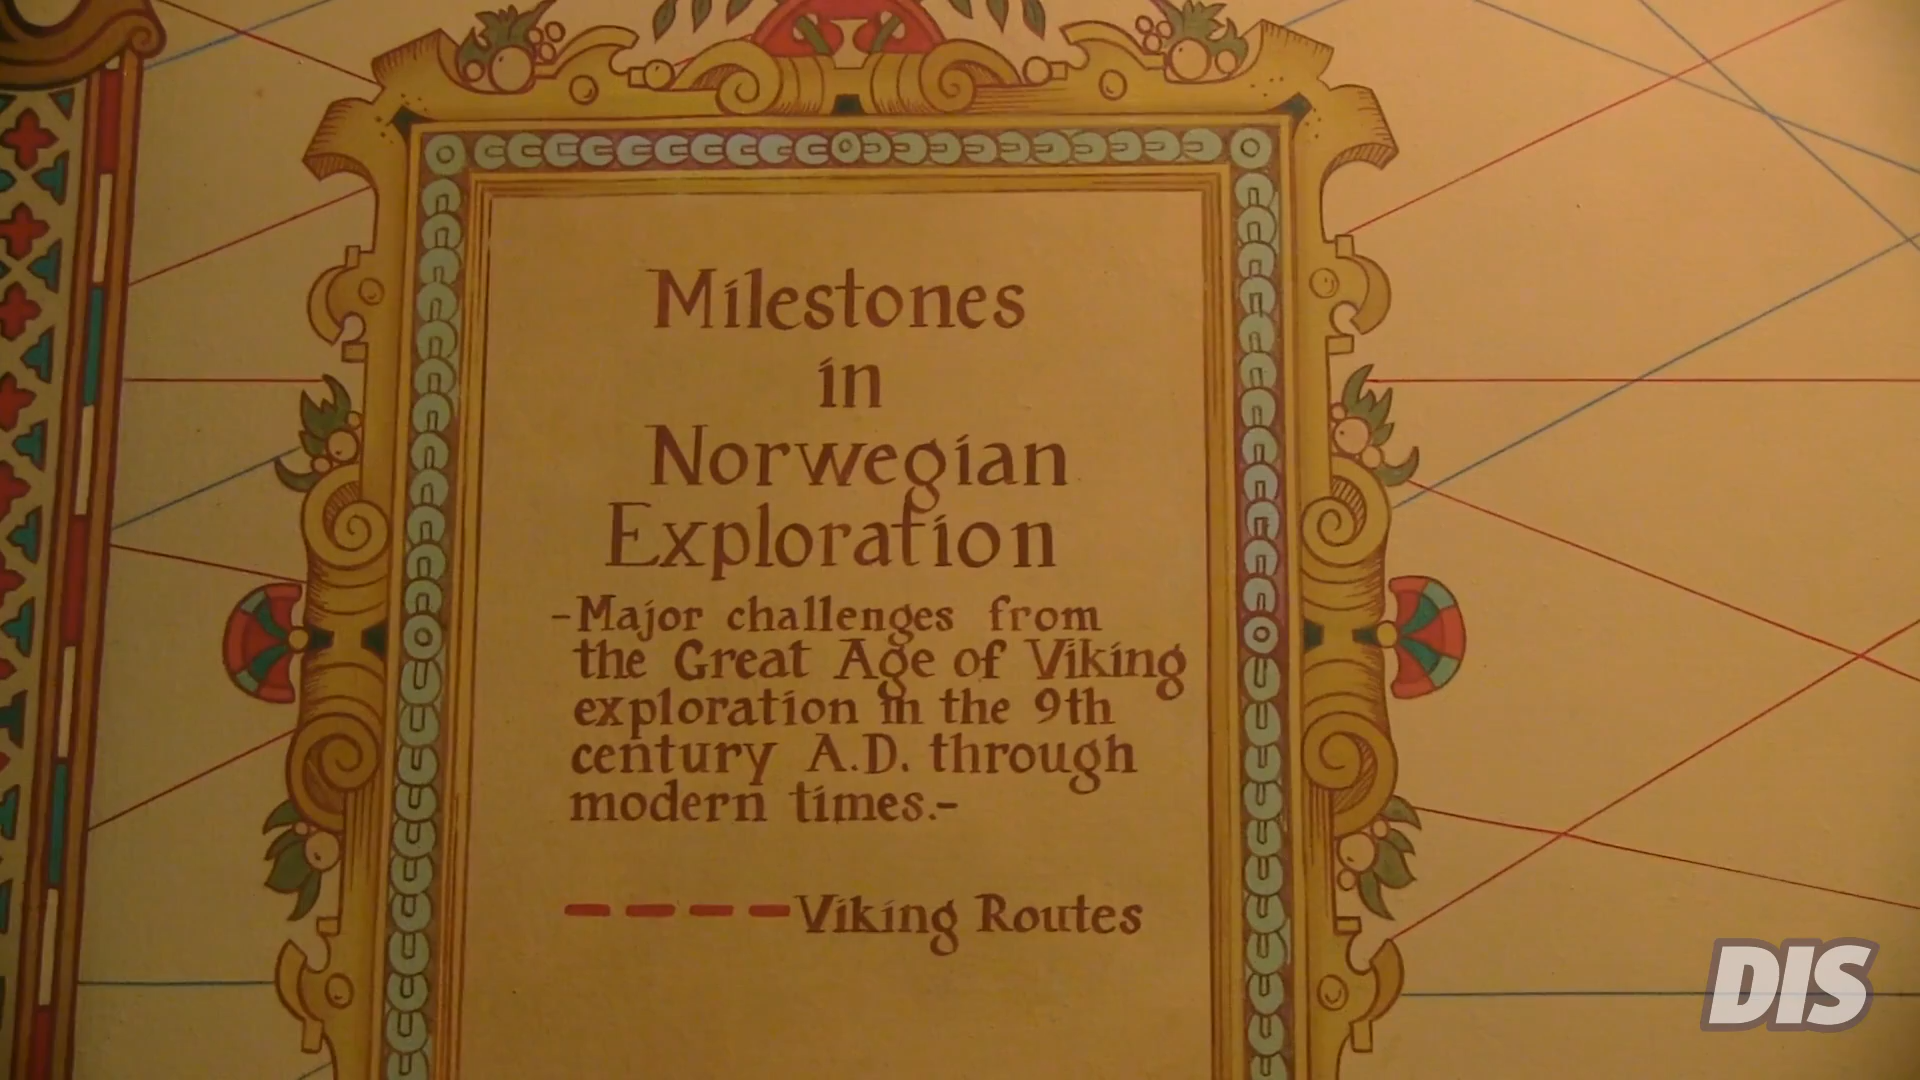 Milestones
in
Norwegian
Exploration
-Major challenges from
the Great Age of Viking
exploration in the 9th
century A.D. through
modern times.-
Viking Routes
DIS